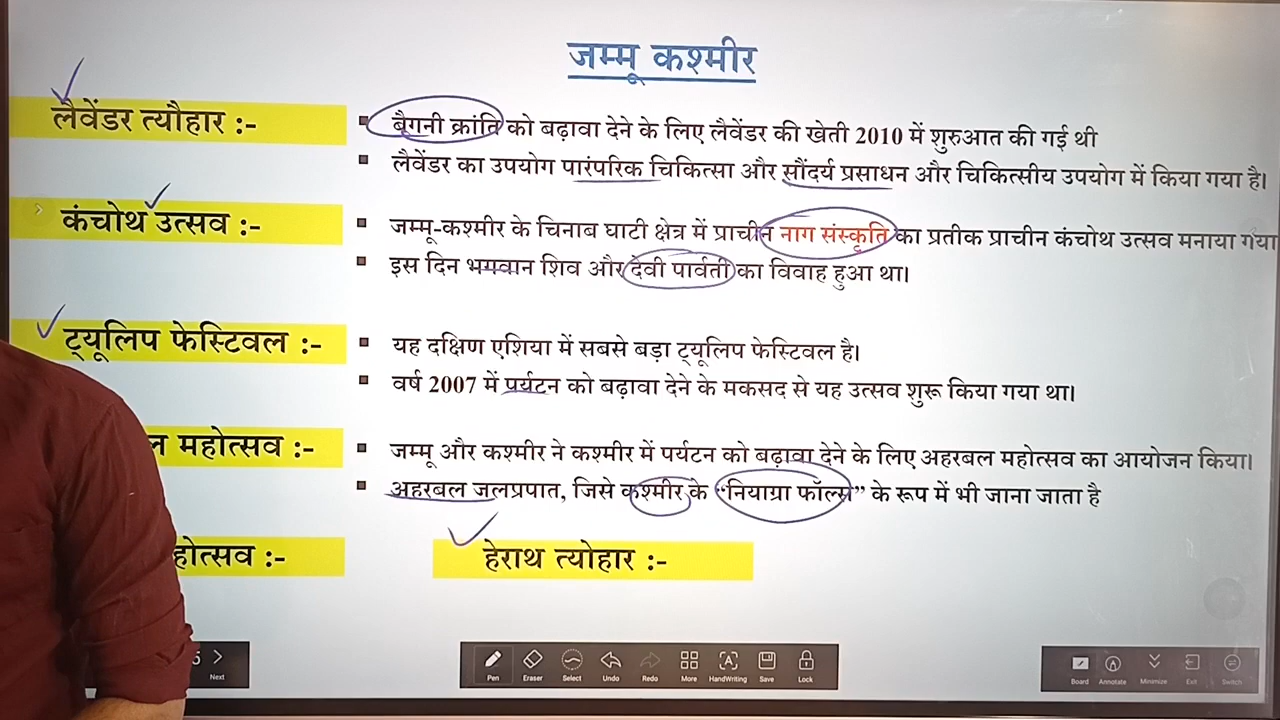 जम्मू कश्मीर
लैवेंडर त्यौहार :-
▪ बैगनी क्रांति को बढ़ावा देने के लिए लैवेंडर की खेती 2010 में शुरुआत की गई थी
▪ लैवेंडर का उपयोग पारंपरिक चिकित्सा और सौंदर्य प्रसाधन और चिकित्सीय उपयोग में किया गया है।
कंचोथ उत्सव :-
▪ जम्मू-कश्मीर के चिनाब घाटी क्षेत्र में प्राचीन नाग संस्कृति का प्रतीक प्राचीन कंचोथ उत्सव मनाया गया
▪ इस दिन भगवान शिव और देवी पार्वती का विवाह हुआ था।
ट्यूलिप फेस्टिवल :-
▪ यह दक्षिण एशिया में सबसे बड़ा ट्यूलिप फेस्टिवल है।
▪ वर्ष 2007 में पर्यटन को बढ़ावा देने के मकसद से यह उत्सव शुरू किया गया था।
ल महोत्सव :-
▪ जम्मू और कश्मीर ने कश्मीर में पर्यटन को बढ़ावा देने के लिए अहरबल महोत्सव का आयोजन किया।
▪ अहरबल जलप्रपात, जिसे कश्मीर के “नियाग्रा फॉल्स” के रूप में भी जाना जाता है
होत्सव :-
हेराथ त्योहार :-
5 Next
Pen Eraser Select Undo Redo More HandWriting Save Lock
Board Annotate Minimize Exit Switch